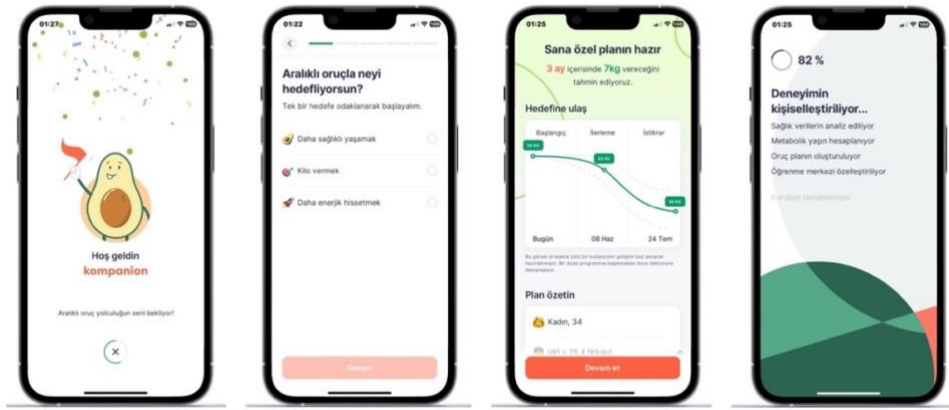 01:27
Hoş geldin
kompanion
Aralıklı oruç yolculuğun seni bekliyor!
01:22
Aralıklı oruçla neyi
hedefliyorsun?
Tek bir hedefe odaklanarak başlayalım.
Daha sağlıklı yaşamak
Kilo vermek
Daha enerjik hissetmek
Devam
01:25
Sana özel planın hazır
3 ay içerisinde 7kg vereceğini
tahmin ediyoruz.
Hedefine ulaş
Başlangıç İlerleme İstikrar
Bugün 08 Haz 24 Tem
Plan özetin
Kadın, 34
Devam et
01:25
82 %
Deneyimin
kişiselleştiriliyor...
Sağlık verilerin analiz ediliyor
Metabolik yaşın hesaplanıyor
Oruç planın oluşturuluyor
Öğrenme merkezi özelleştiriliyor
Kurulum tamamlanıyor